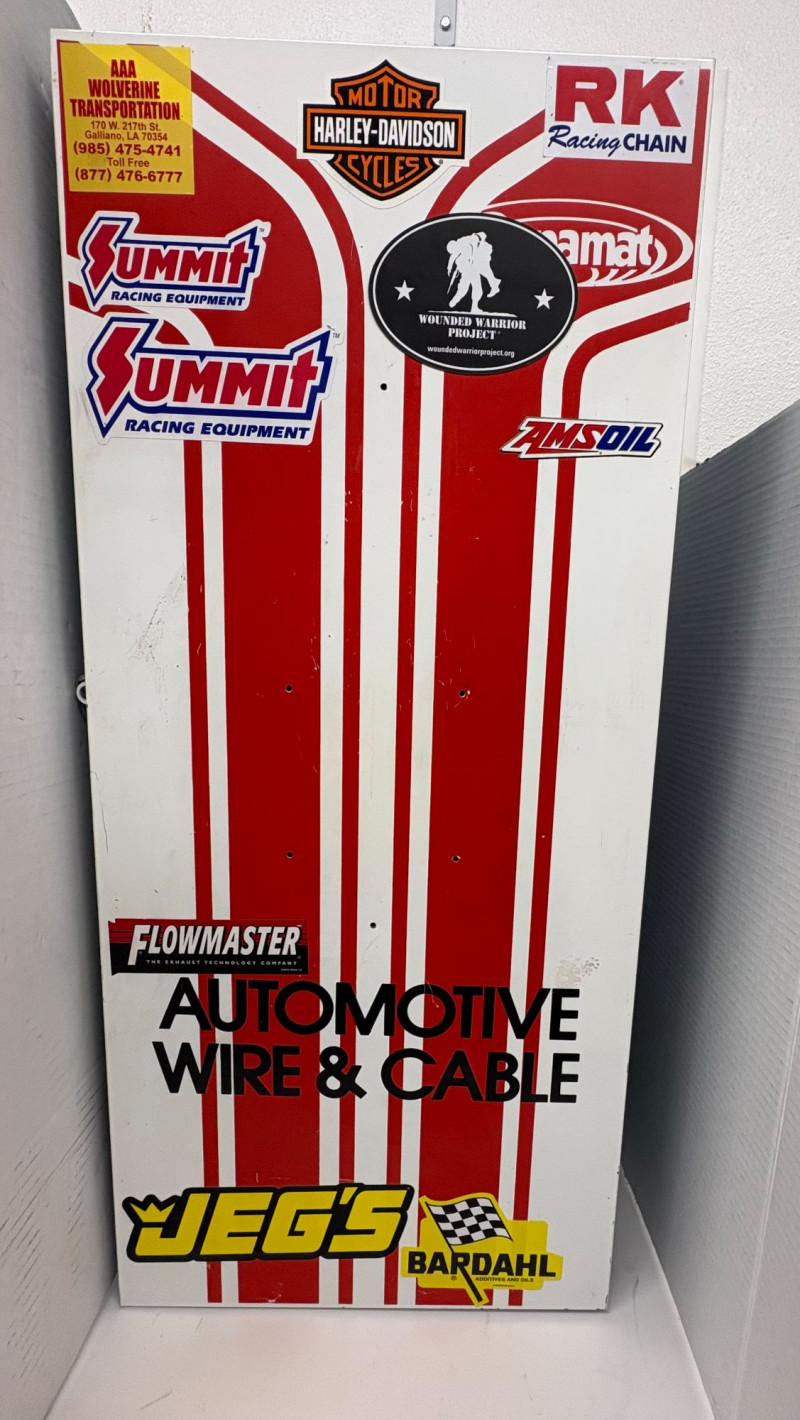 AAA
WOLVERINE
TRANSPORTATION
170 W. 217th St.
Galliano, LA 70354
(985) 475-4741
Toll Free
(877) 476-6777
MOTOR
HARLEY-DAVIDSON
CYCLES
RK
Racing CHAIN
SUMMIT
RACING EQUIPMENT
amat
WOUNDED WARRIOR
PROJECT
woundedwarriorproject.org
SUMMIT
RACING EQUIPMENT
AMSOIL
FLOWMASTER
THE EXHAUST TECHNOLOGY COMPANY
AUTOMOTIVE
WIRE & CABLE
JEG'S
BARDAHL
ADDITIVES AND OILS